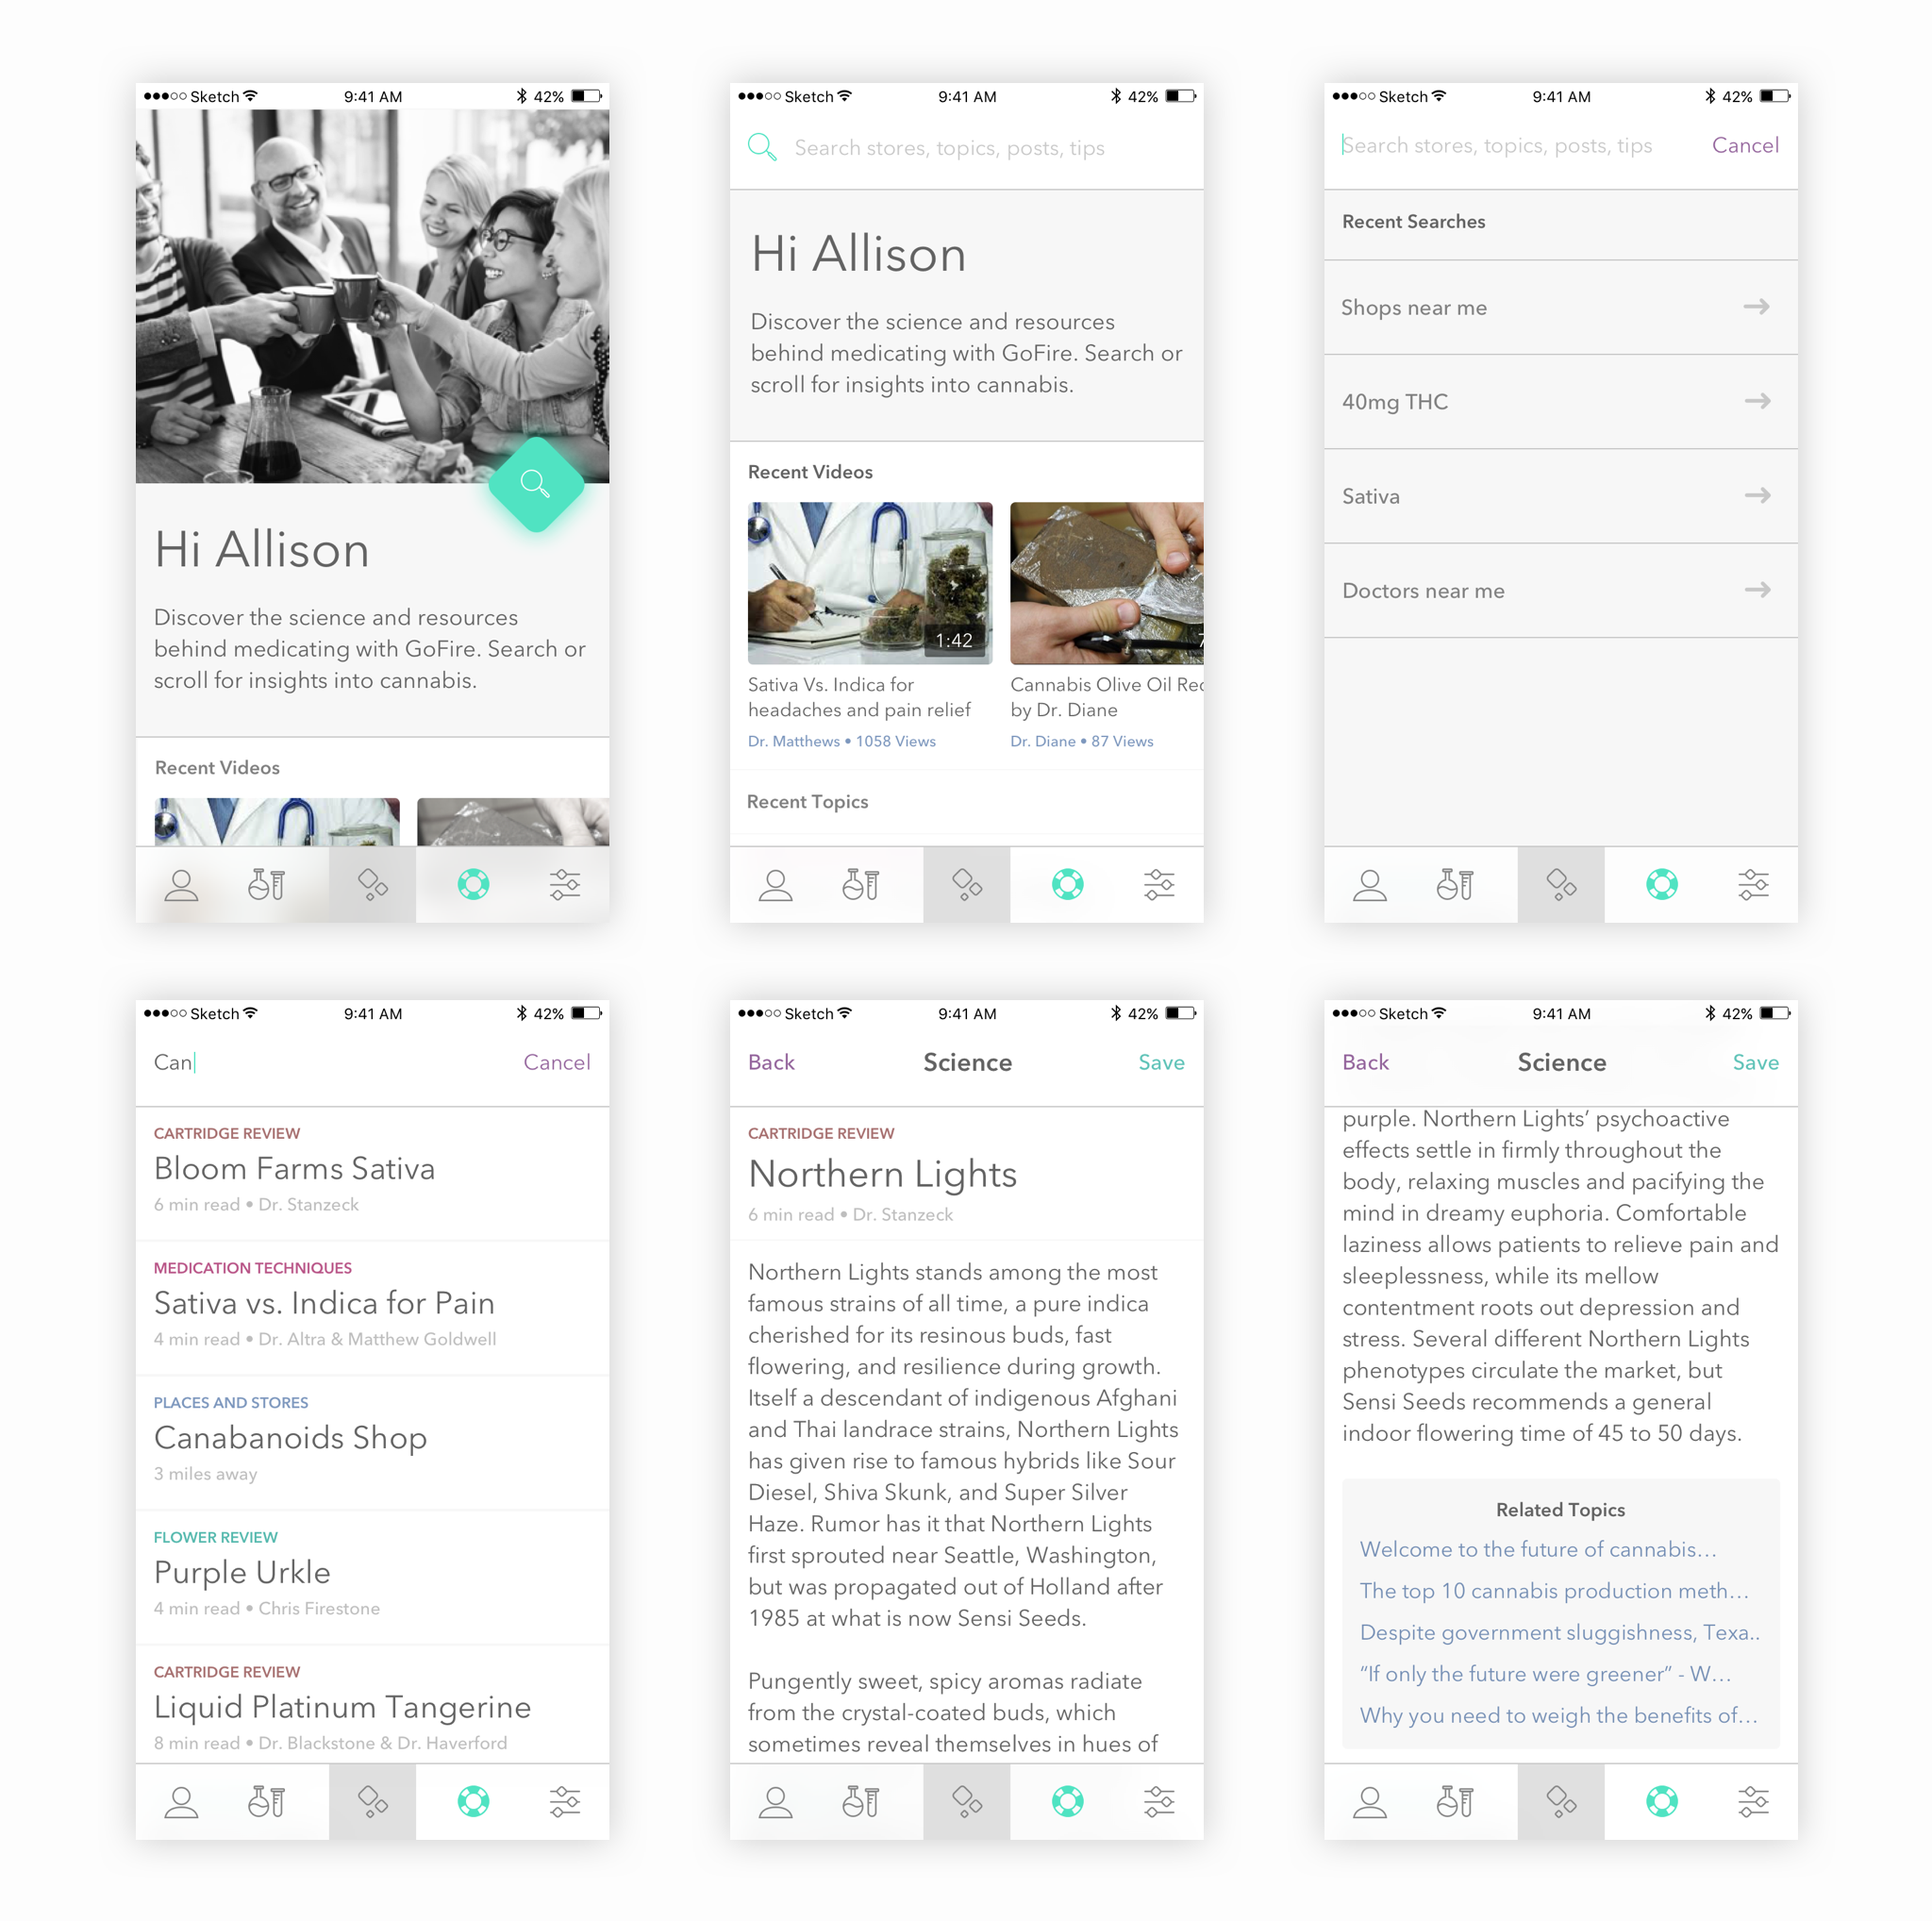 Sketch 9:41 AM 42%
Hi Allison
Discover the science and resources
behind medicating with GoFire. Search or
scroll for insights into cannabis.
Recent Videos
Sketch 9:41 AM 42%
Search stores, topics, posts, tips
Hi Allison
Discover the science and resources
behind medicating with GoFire. Search or
scroll for insights into cannabis.
Recent Videos
1:42
7
Sativa Vs. Indica for
headaches and pain relief
Dr. Matthews • 1058 Views
Cannabis Olive Oil Rec
by Dr. Diane
Dr. Diane • 87 Views
Recent Topics
Sketch 9:41 AM 42%
Search stores, topics, posts, tips Cancel
Recent Searches
Shops near me
40mg THC
Sativa
Doctors near me
Sketch 9:41 AM 42%
Can Cancel
CARTRIDGE REVIEW
Bloom Farms Sativa
6 min read • Dr. Stanzeck
MEDICATION TECHNIQUES
Sativa vs. Indica for Pain
4 min read • Dr. Altra & Matthew Goldwell
PLACES AND STORES
Canabanoids Shop
3 miles away
FLOWER REVIEW
Purple Urkle
4 min read • Chris Firestone
CARTRIDGE REVIEW
Liquid Platinum Tangerine
8 min read • Dr. Blackstone & Dr. Haverford
Sketch 9:41 AM 42%
Back Science Save
CARTRIDGE REVIEW
Northern Lights
6 min read • Dr. Stanzeck
Northern Lights stands among the most
famous strains of all time, a pure indica
cherished for its resinous buds, fast
flowering, and resilience during growth.
Itself a descendant of indigenous Afghani
and Thai landrace strains, Northern Lights
has given rise to famous hybrids like Sour
Diesel, Shiva Skunk, and Super Silver
Haze. Rumor has it that Northern Lights
first sprouted near Seattle, Washington,
but was propagated out of Holland after
1985 at what is now Sensi Seeds.
Pungently sweet, spicy aromas radiate
from the crystal-coated buds, which
sometimes reveal themselves in hues of
Sketch 9:41 AM 42%
Back Science Save
purple. Northern Lights’ psychoactive
effects settle in firmly throughout the
body, relaxing muscles and pacifying the
mind in dreamy euphoria. Comfortable
laziness allows patients to relieve pain and
sleeplessness, while its mellow
contentment roots out depression and
stress. Several different Northern Lights
phenotypes circulate the market, but
Sensi Seeds recommends a general
indoor flowering time of 45 to 50 days.
Related Topics
Welcome to the future of cannabis…
The top 10 cannabis production meth…
Despite government sluggishness, Texa..
“If only the future were greener” - W…
Why you need to weigh the benefits of…